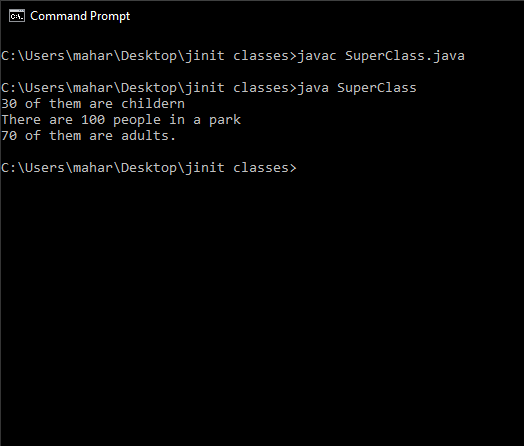 Command Prompt
C:\Users\mahar\Desktop\jinit classes>javac SuperClass.java
C:\Users\mahar\Desktop\jinit classes>java SuperClass
30 of them are childern
There are 100 people in a park
70 of them are adults.
C:\Users\mahar\Desktop\jinit classes>